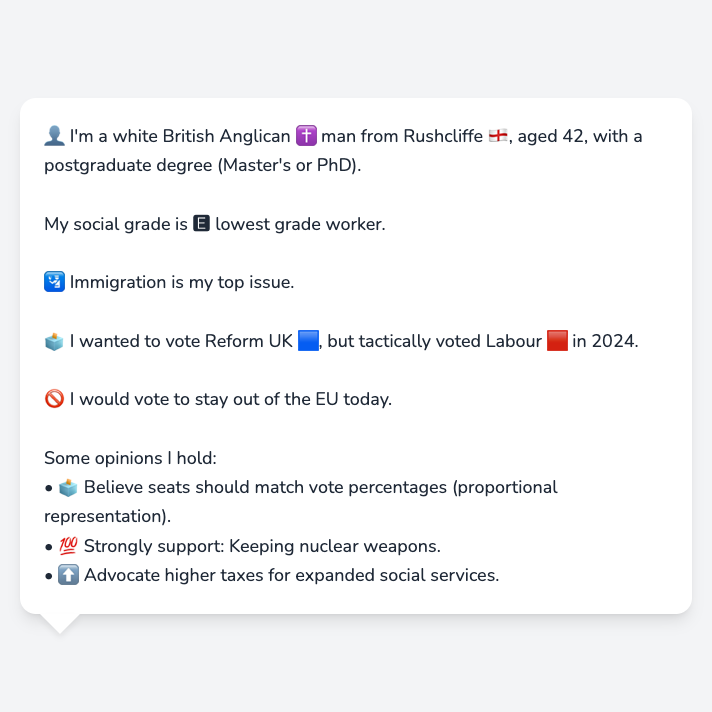 👤 I'm a white British Anglican ✝️ man from Rushcliffe 🏴󠁧󠁢󠁥󠁮󠁧󠁿, aged 42, with a
postgraduate degree (Master's or PhD).
My social grade is 🅴 lowest grade worker.
🛂 Immigration is my top issue.
🗳️ I wanted to vote Reform UK 🟦, but tactically voted Labour 🟥 in 2024.
🚫 I would vote to stay out of the EU today.
Some opinions I hold:
• 🗳️ Believe seats should match vote percentages (proportional
representation).
• 💯 Strongly support: Keeping nuclear weapons.
• ⬆️ Advocate higher taxes for expanded social services.